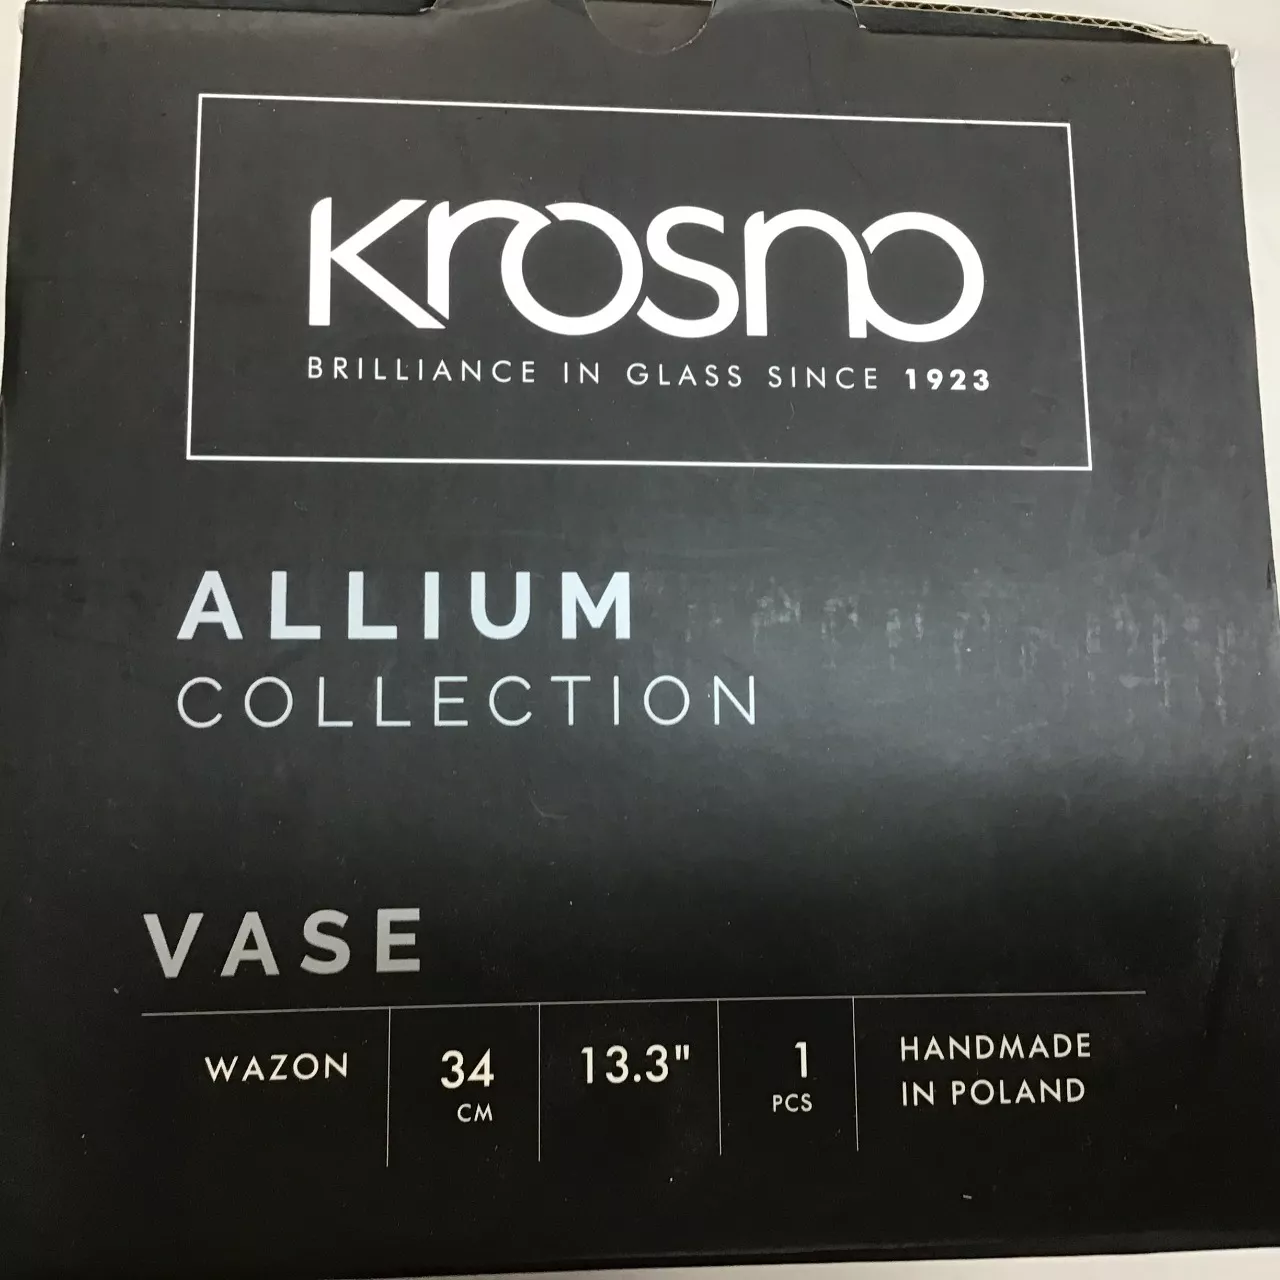 krosno
BRILLIANCE IN GLASS SINCE 1923
ALLIUM
COLLECTION
VASE
WAZON
34
CM
13.3"
1
PCS
HANDMADE
IN POLAND